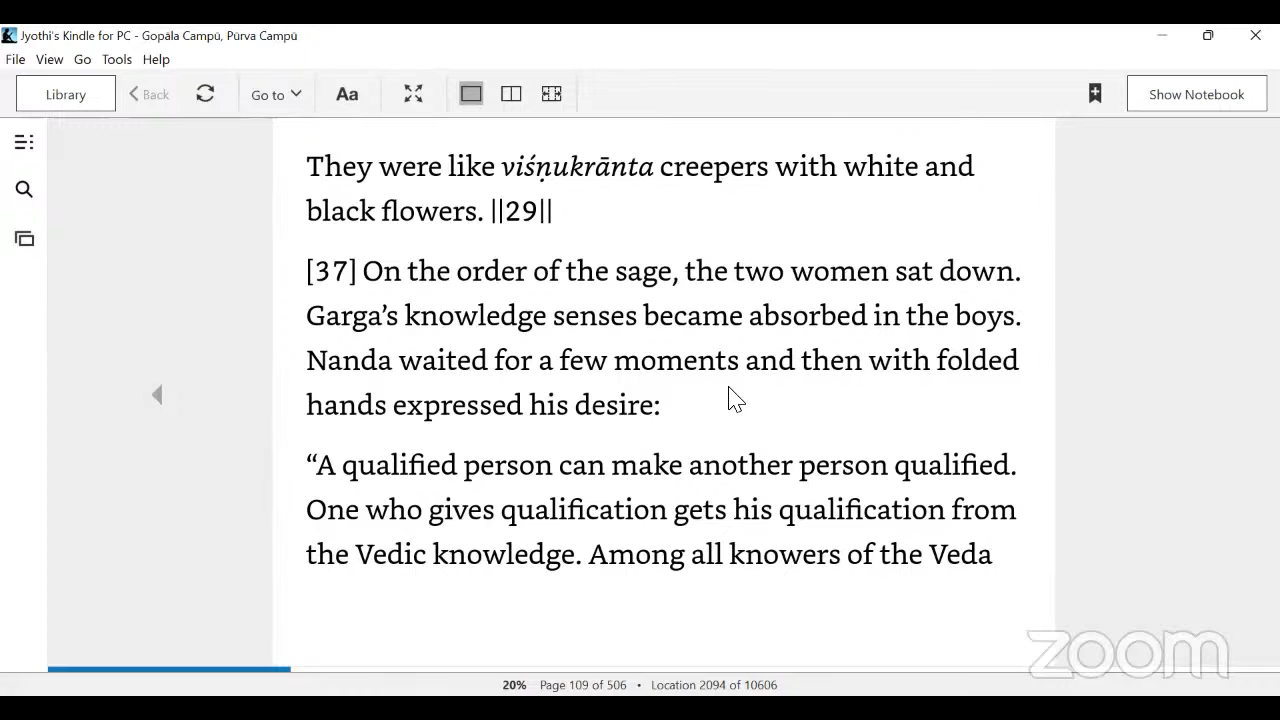 Jyothi's Kindle for PC - Gopāla Campū, Pūrva Campū
File View Go Tools Help
Library Back Go to Aa Show Notebook
They were like viśṇukrānta creepers with white and
black flowers. ||29||
[37] On the order of the sage, the two women sat down.
Garga’s knowledge senses became absorbed in the boys.
Nanda waited for a few moments and then with folded
hands expressed his desire:
“A qualified person can make another person qualified.
One who gives qualification gets his qualification from
the Vedic knowledge. Among all knowers of the Veda
zoom
20% Page 109 of 506 • Location 2094 of 10606